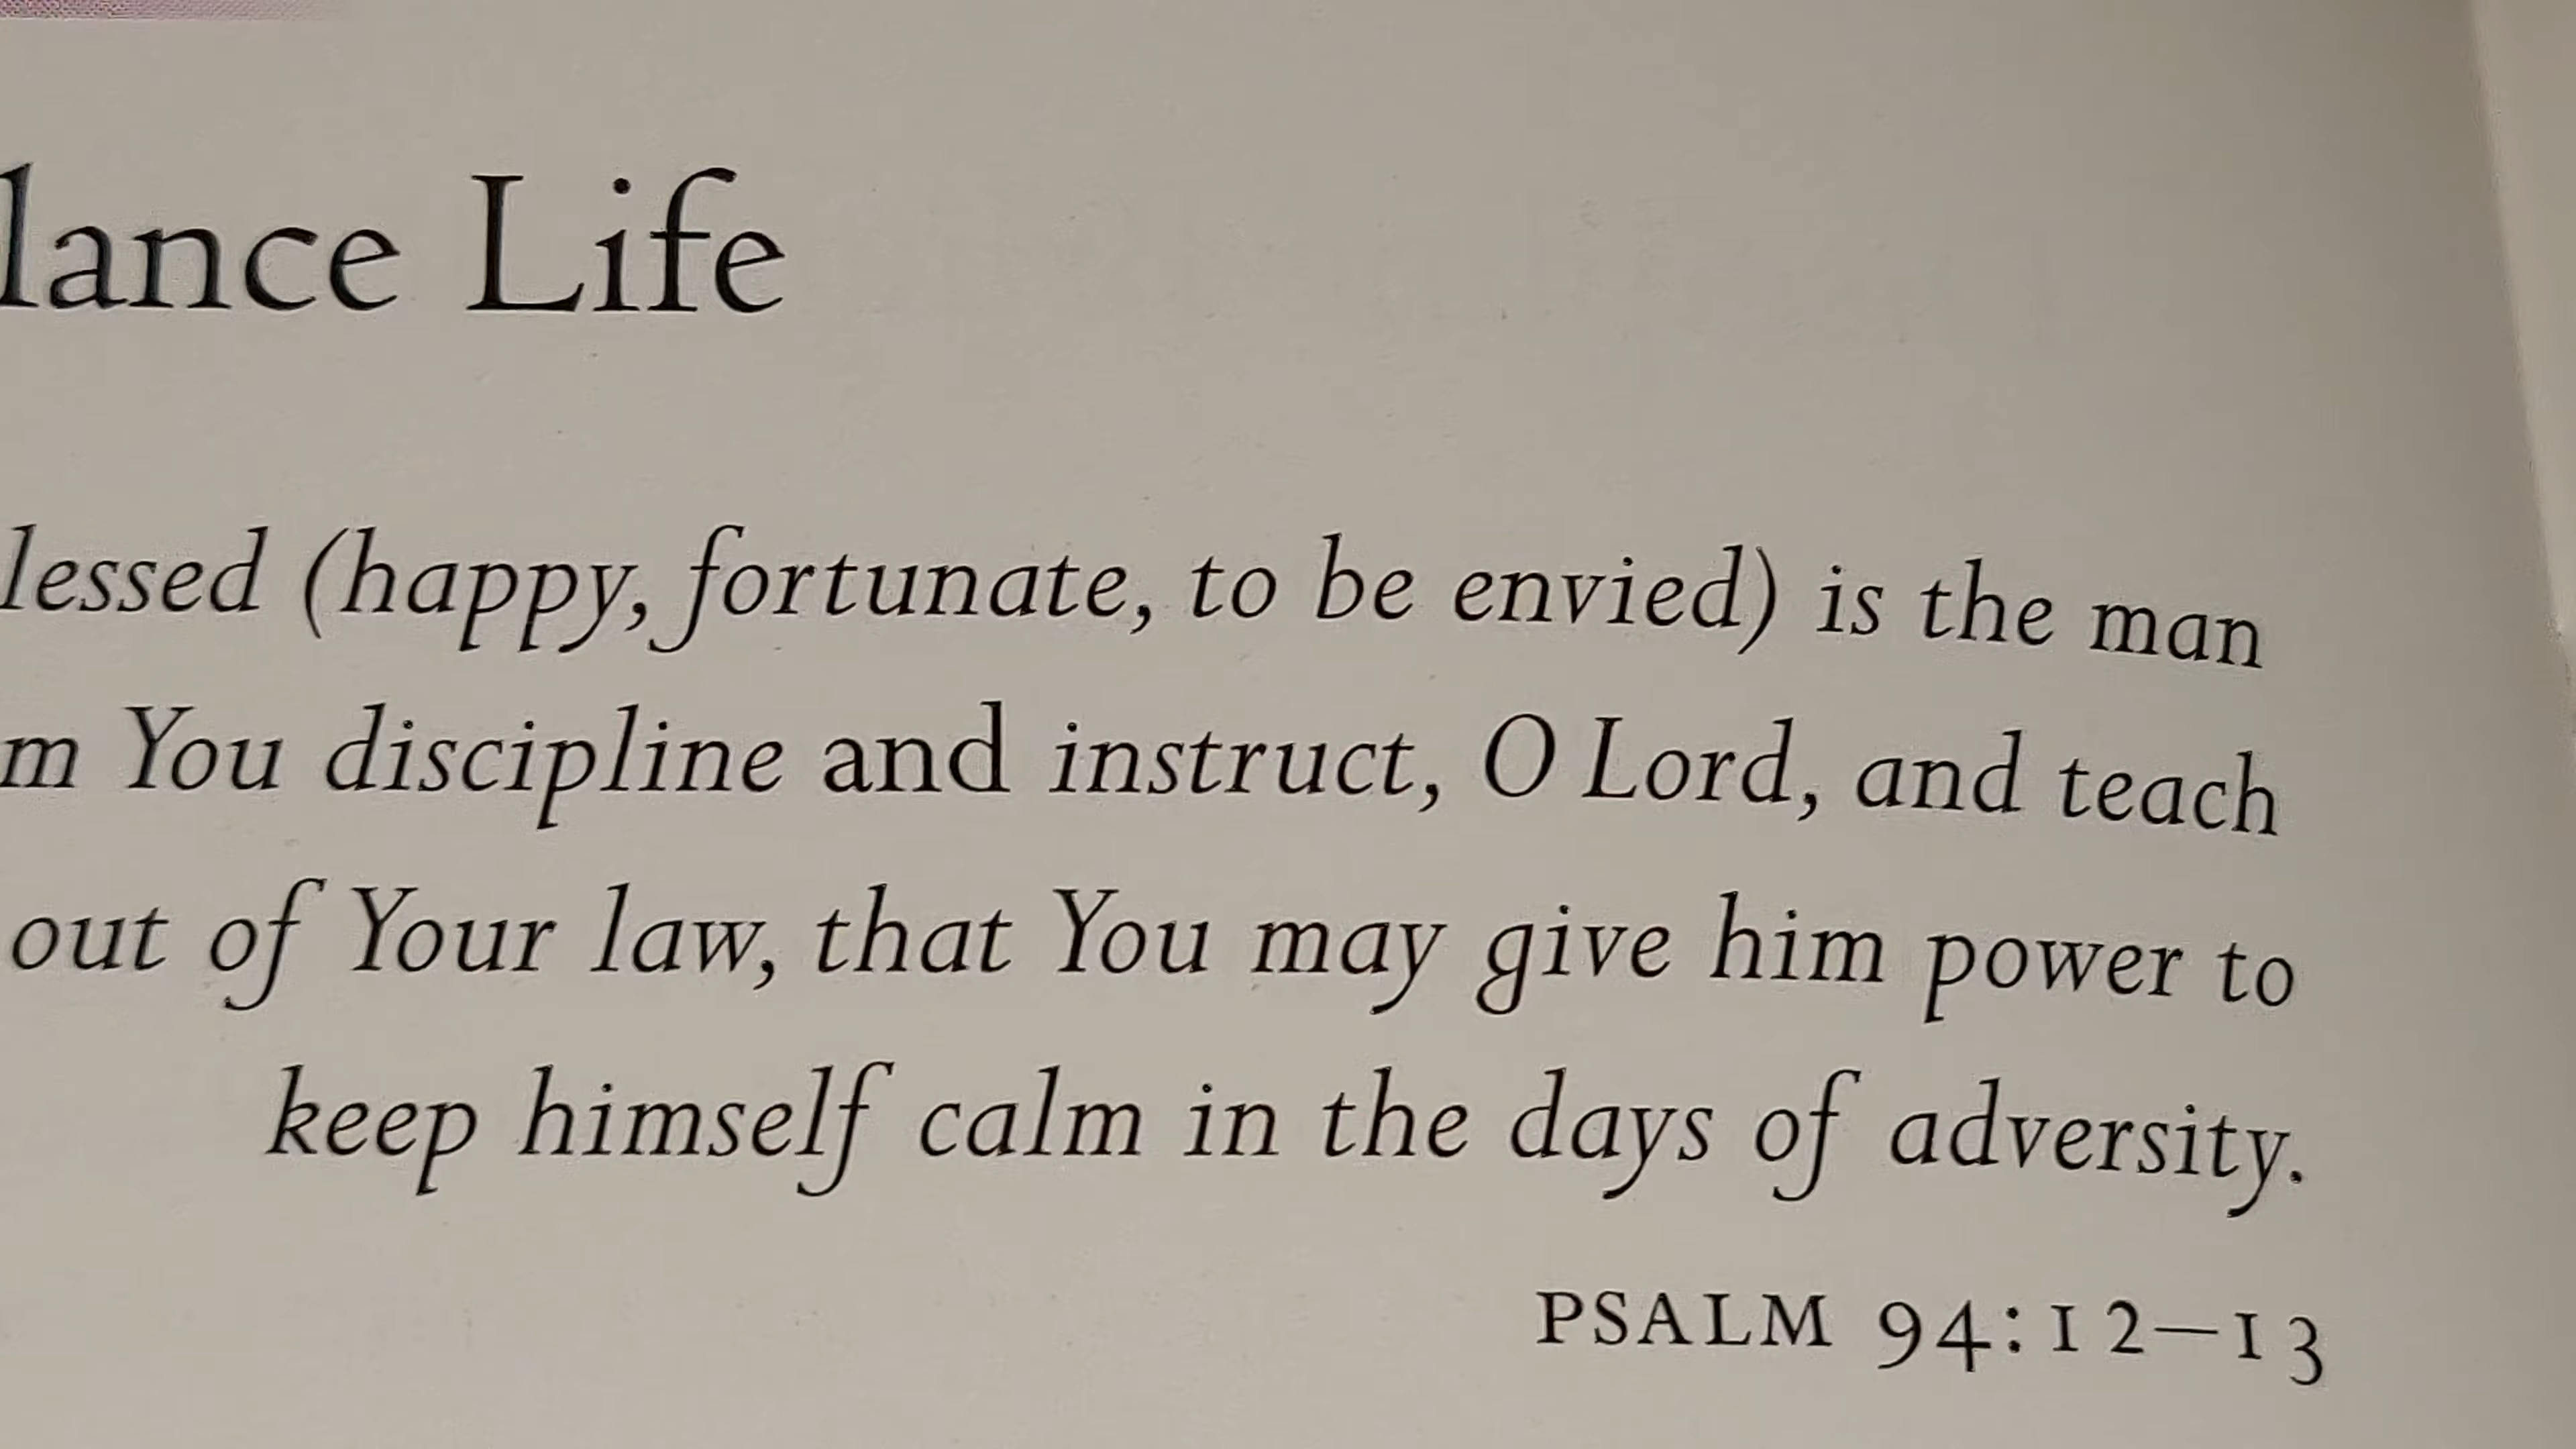 lance Life
lessed (happy, fortunate, to be envied) is the man
m You discipline and instruct, O Lord, and teach
out of Your law, that You may give him power to
keep himself calm in the days of adversity.
PSALM 94:12–13